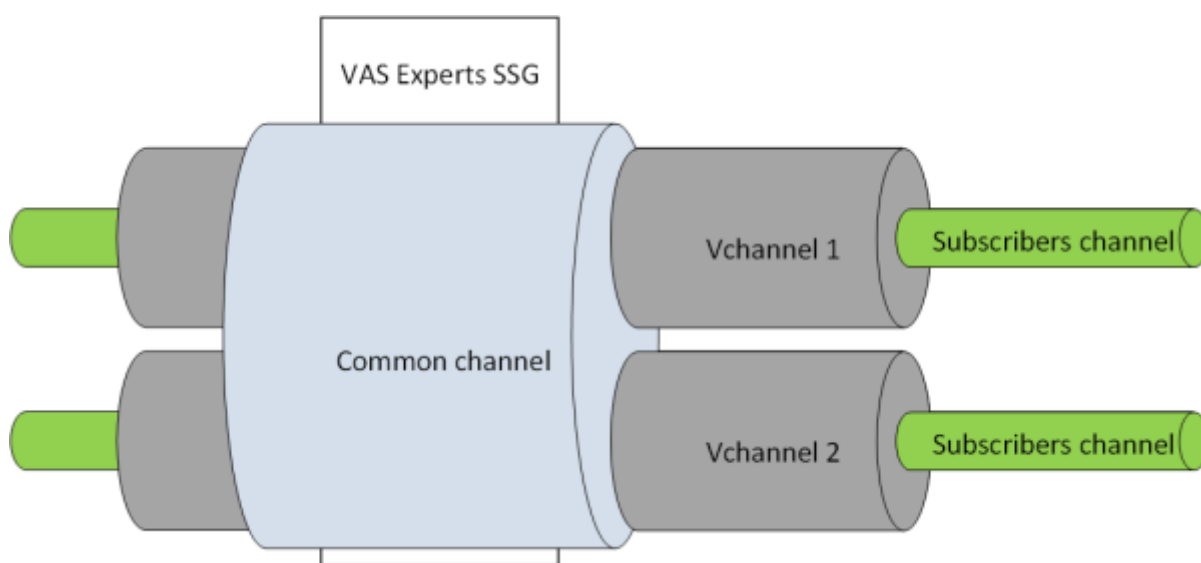 VAS Experts SSG
Vchannel 1
Subscribers channel
Common channel
Vchannel 2
Subscribers channel